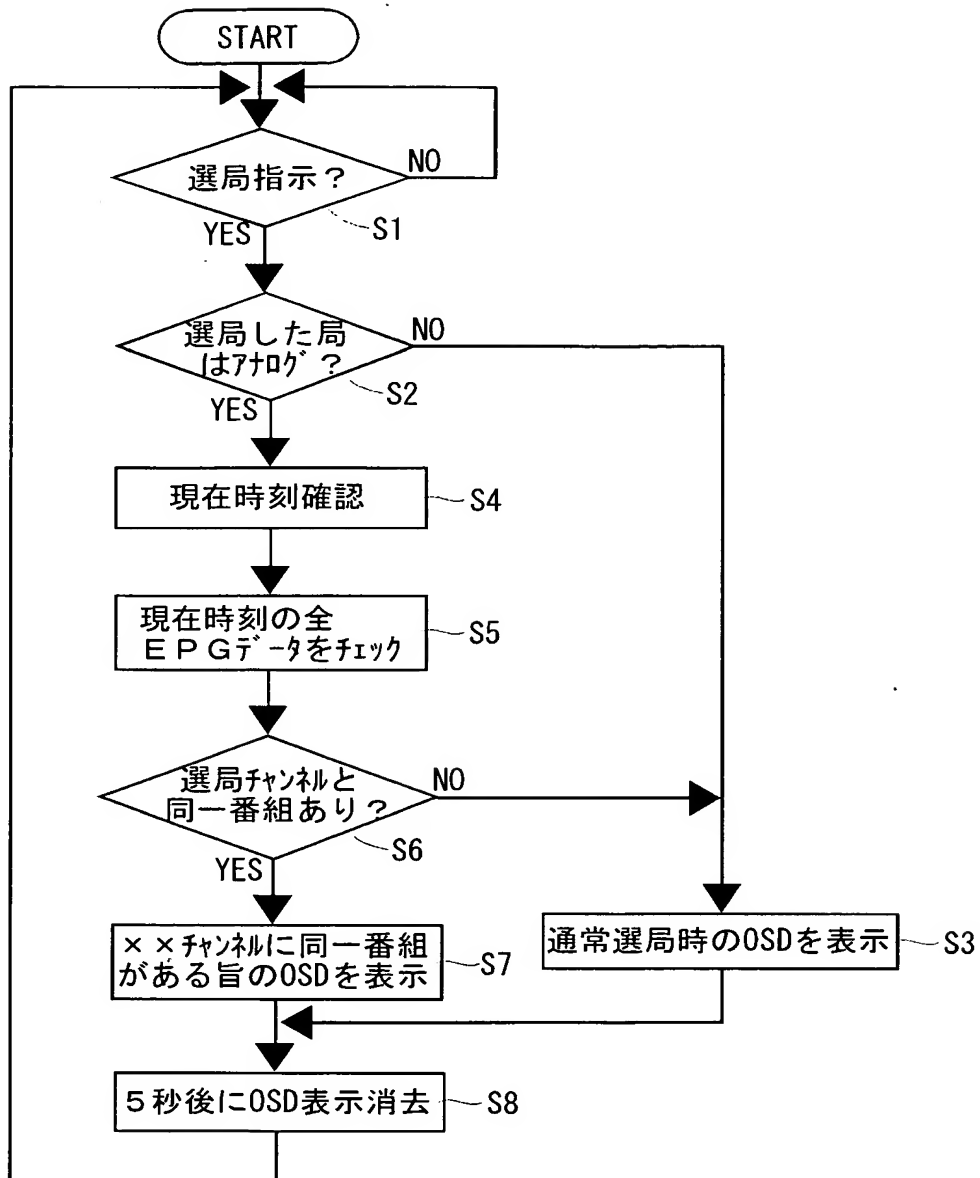 START
選局指示？
NO
S1
YES
選局した局
はｱﾅﾛｸﾞ？
NO
S2
YES
現在時刻確認
S4
現在時刻の全
ＥＰＧﾃﾞｰﾀをﾁｪｯｸ
S5
選局ﾁｬﾝﾈﾙと
同一番組あり？
NO
S6
YES
××ﾁｬﾝﾈﾙに同一番組
がある旨のOSDを表示
S7
通常選局時のOSDを表示
S3
５秒後にOSD表示消去
S8